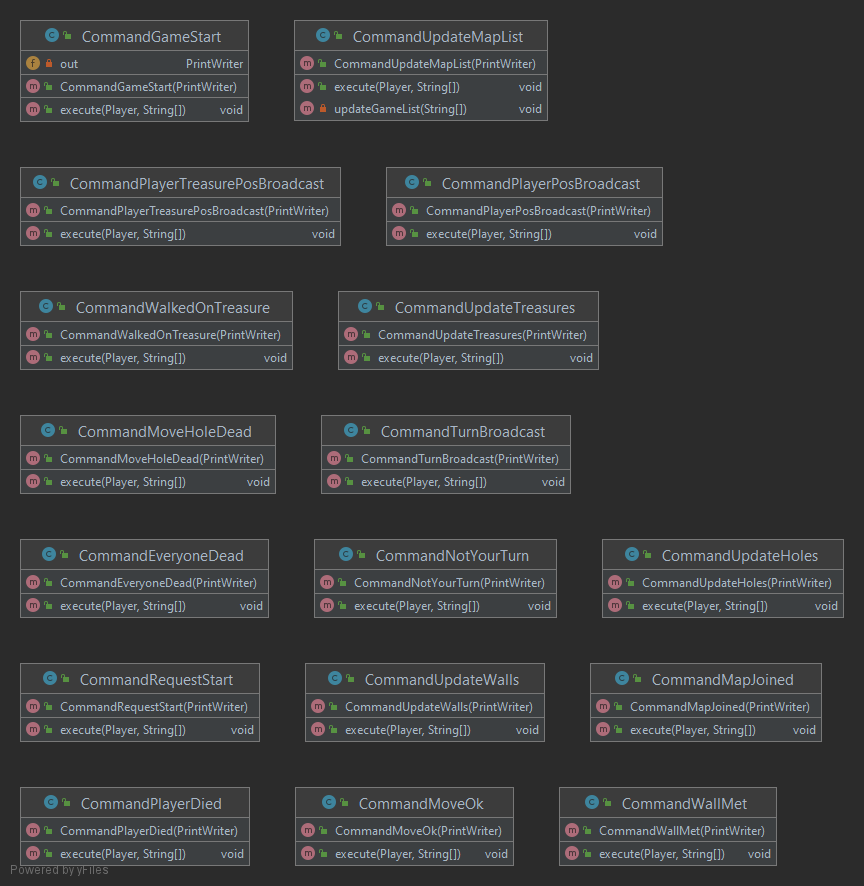 CommandGameStart
out PrintWriter
CommandGameStart(PrintWriter)
execute(Player, String[]) void
CommandUpdateMapList
CommandUpdateMapList(PrintWriter)
execute(Player, String[]) void
updateGameList(String[]) void
CommandPlayerTreasurePosBroadcast
CommandPlayerTreasurePosBroadcast(PrintWriter)
execute(Player, String[]) void
CommandPlayerPosBroadcast
CommandPlayerPosBroadcast(PrintWriter)
execute(Player, String[]) void
CommandWalkedOnTreasure
CommandWalkedOnTreasure(PrintWriter)
execute(Player, String[]) void
CommandUpdateTreasures
CommandUpdateTreasures(PrintWriter)
execute(Player, String[]) void
CommandMoveHoleDead
CommandMoveHoleDead(PrintWriter)
execute(Player, String[]) void
CommandTurnBroadcast
CommandTurnBroadcast(PrintWriter)
execute(Player, String[]) void
CommandEveryoneDead
CommandEveryoneDead(PrintWriter)
execute(Player, String[]) void
CommandNotYourTurn
CommandNotYourTurn(PrintWriter)
execute(Player, String[]) void
CommandUpdateHoles
CommandUpdateHoles(PrintWriter)
execute(Player, String[]) void
CommandRequestStart
CommandRequestStart(PrintWriter)
execute(Player, String[]) void
CommandUpdateWalls
CommandUpdateWalls(PrintWriter)
execute(Player, String[]) void
CommandMapJoined
CommandMapJoined(PrintWriter)
execute(Player, String[]) void
CommandPlayerDied
CommandPlayerDied(PrintWriter)
execute(Player, String[]) void
CommandMoveOk
CommandMoveOk(PrintWriter)
execute(Player, String[]) void
CommandWallMet
CommandWallMet(PrintWriter)
execute(Player, String[]) void
Powered by yFiles